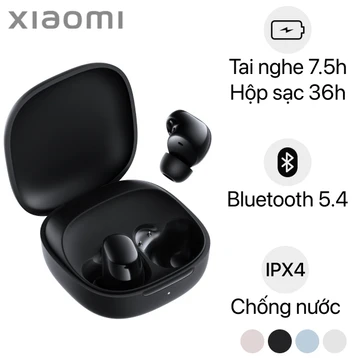 xiaomi
Tai nghe 7.5h
Hộp sạc 36h
Bluetooth 5.4
IPX4
Chống nước